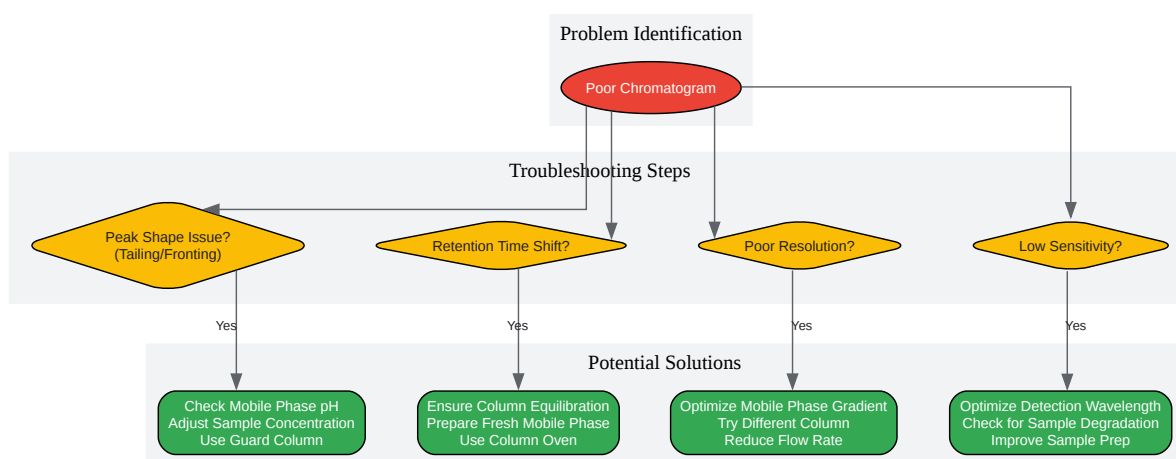 Problem Identification
Poor Chromatogram
Troubleshooting Steps
Peak Shape Issue?
(Tailing/Fronting)
Retention Time Shift?
Poor Resolution?
Low Sensitivity?
Yes
Yes
Yes
Yes
Potential Solutions
Check Mobile Phase pH
Adjust Sample Concentration
Use Guard Column
Ensure Column Equilibration
Prepare Fresh Mobile Phase
Use Column Oven
Optimize Mobile Phase Gradient
Try Different Column
Reduce Flow Rate
Optimize Detection Wavelength
Check for Sample Degradation
Improve Sample Prep